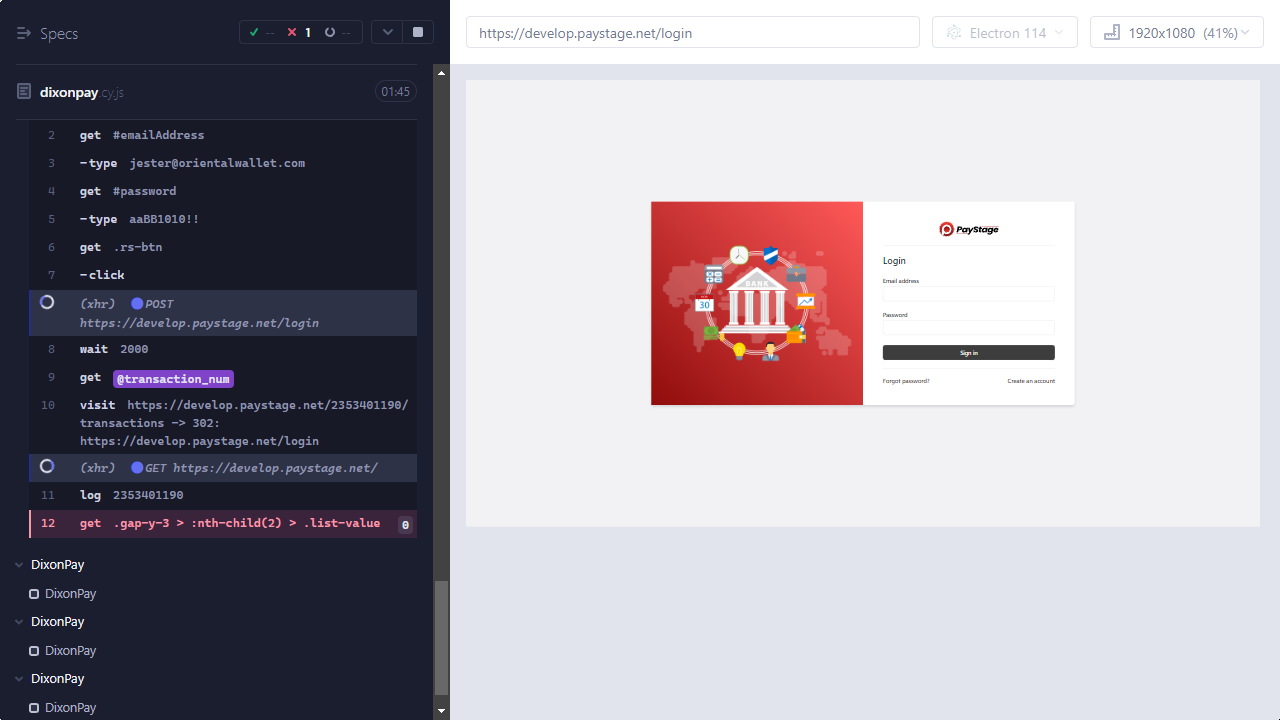 Specs
-- 1 --
dixonpay.cy.js 01:45
2 get #emailAddress
3 -type jester@orientalwallet.com
4 get #password
5 -type aaBB1010!!
6 get .rs-btn
7 -click
(xhr) POST
https://develop.paystage.net/login
8 wait 2000
9 get @transaction_num
10 visit https://develop.paystage.net/2353401190/
transactions -> 302:
https://develop.paystage.net/login
(xhr) GET https://develop.paystage.net/
11 log 2353401190
12 get .gap-y-3 > :nth-child(2) > .list-value 0
DixonPay
DixonPay
DixonPay
DixonPay
DixonPay
DixonPay
https://develop.paystage.net/login
Electron 114
1920x1080 (41%)
BANK
30
PayStage
Login
Email address
Password
Sign in
Forgot password? Create an account